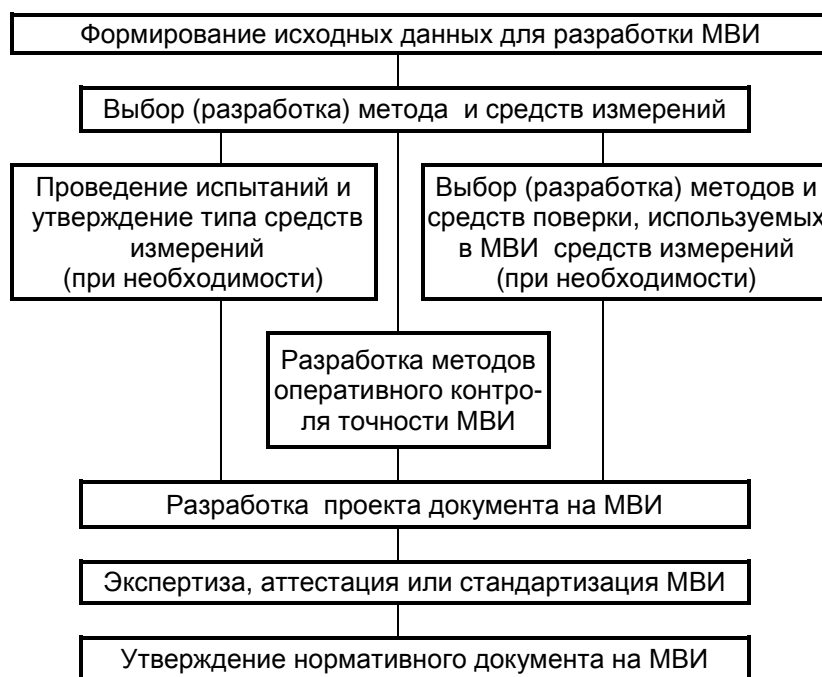 Формирование исходных данных для разработки МВИ
Выбор (разработка) метода и средств измерений
Проведение испытаний и
утверждение типа средств
измерений
(при необходимости)
Выбор (разработка) методов и
средств поверки, используемых
в МВИ средств измерений
(при необходимости)
Разработка методов
оперативного контро-
ля точности МВИ
Разработка проекта документа на МВИ
Экспертиза, аттестация или стандартизация МВИ
Утверждение нормативного документа на МВИ